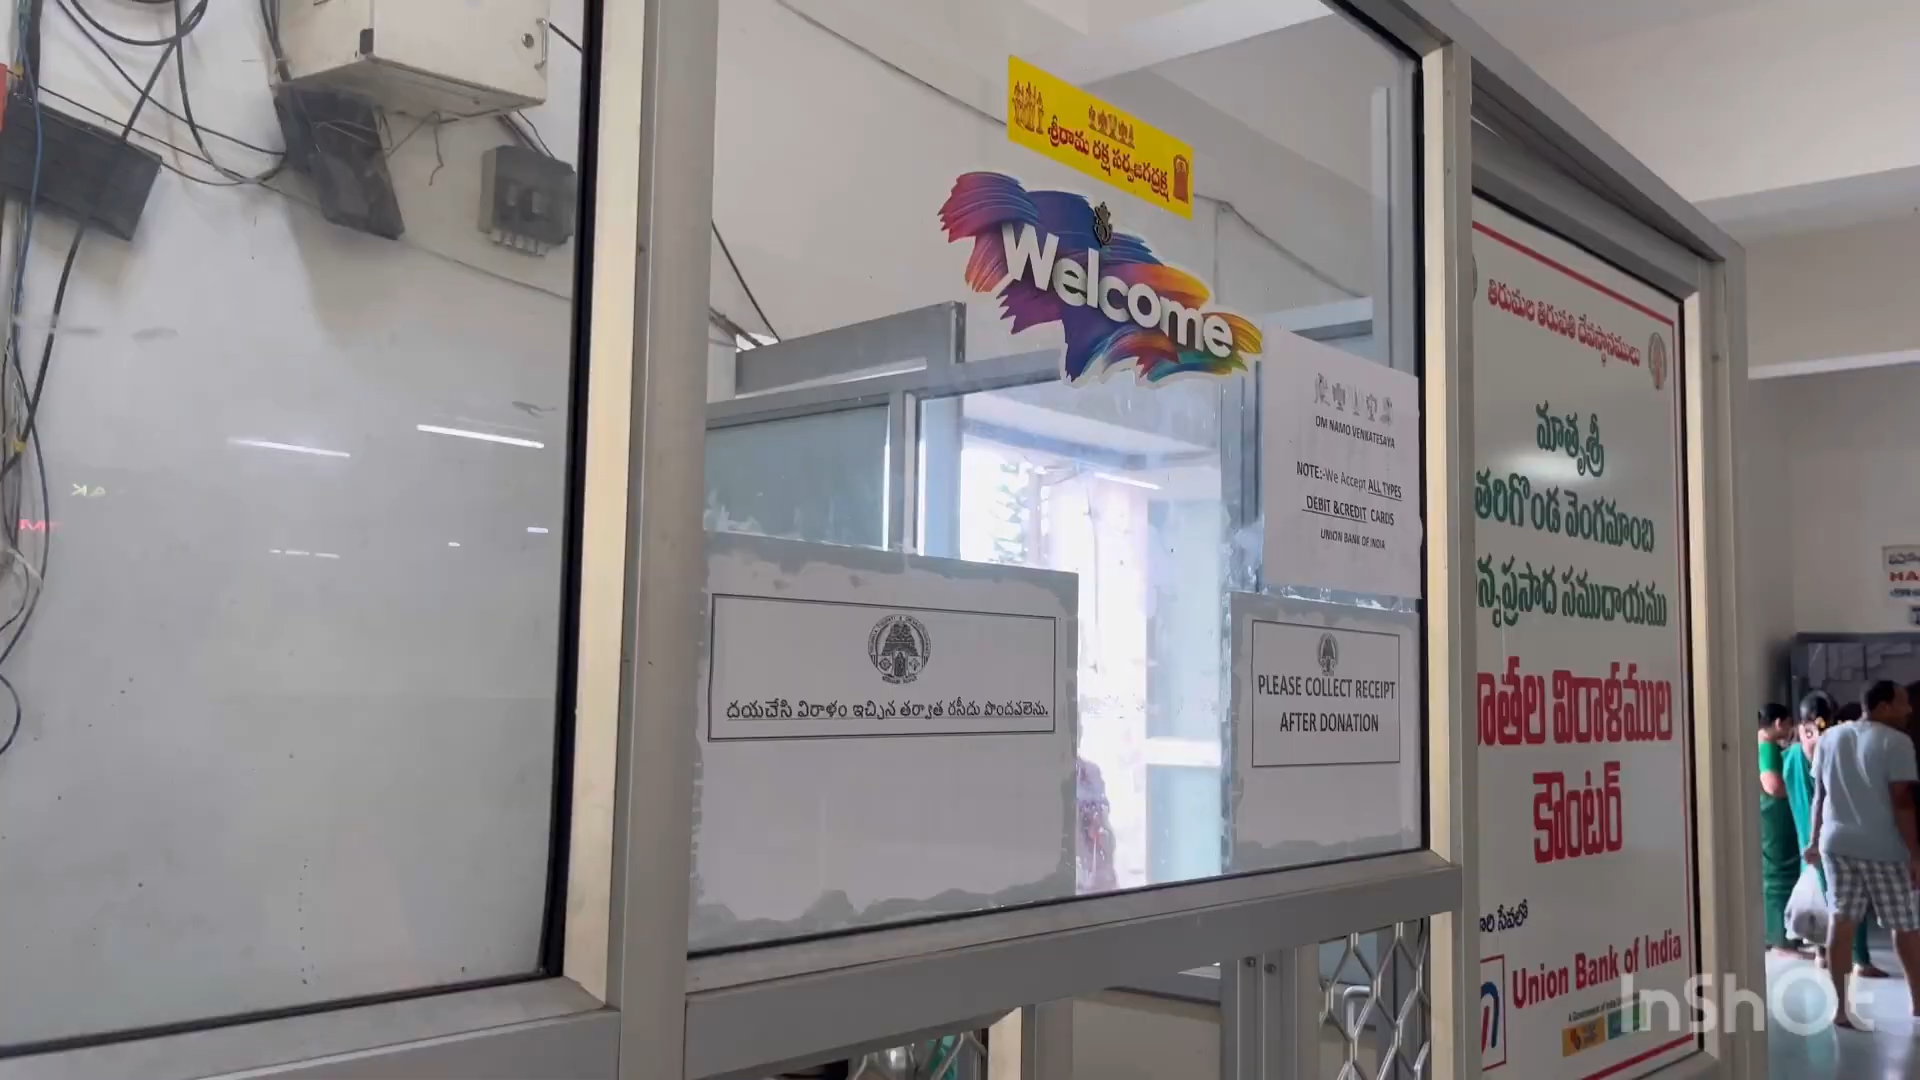 శ్రీరామ రక్ష సర్వజగద్రక్ష
Welcome
OM NAMO VENKATESAYA
NOTE:-We Accept ALL TYPES
DEBIT &CREDIT CARDS
UNION BANK OF INDIA
దయచేసి విరాళం ఇచ్చిన తర్వాత రసీదు పొందవలెను.
PLEASE COLLECT RECEIPT
AFTER DONATION
తిరుమల తిరుపతి దేవస్థానములు
మాతృశ్రీ
తరిగొండ వెంగమాంబ
న్నప్రసాద సముదాయము
ాతల విరాళముల
కౌంటర్
వారి సేవలో
Union Bank of India
InShOt